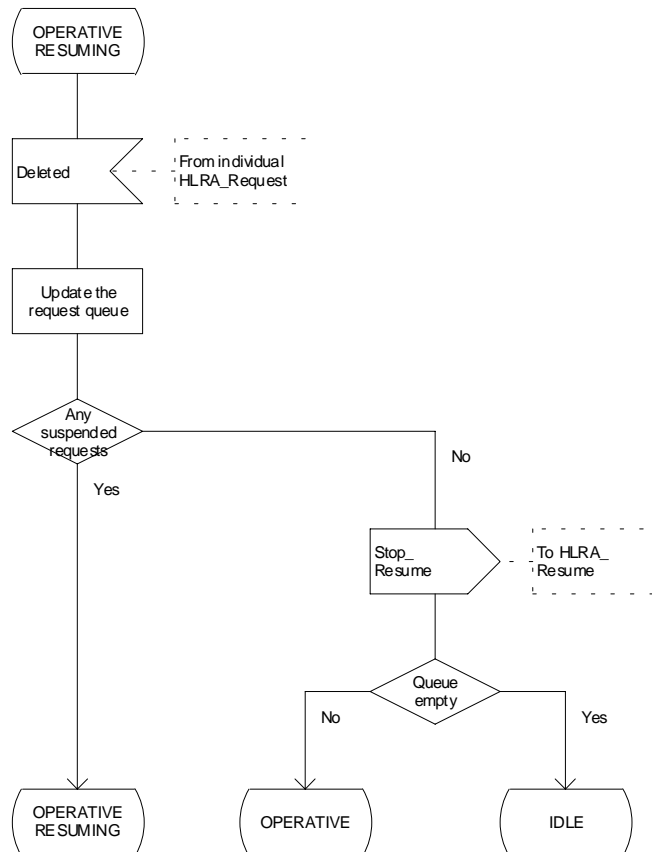 OPERATIVE
RESUMING
Deleted
From individual
HLRA_Request
Update the
request queue
Any
suspended
requests
No
Yes
Stop_
Resume
To HLRA_
Resume
Queue
empty
No
Yes
OPERATIVE
RESUMING
OPERATIVE
IDLE